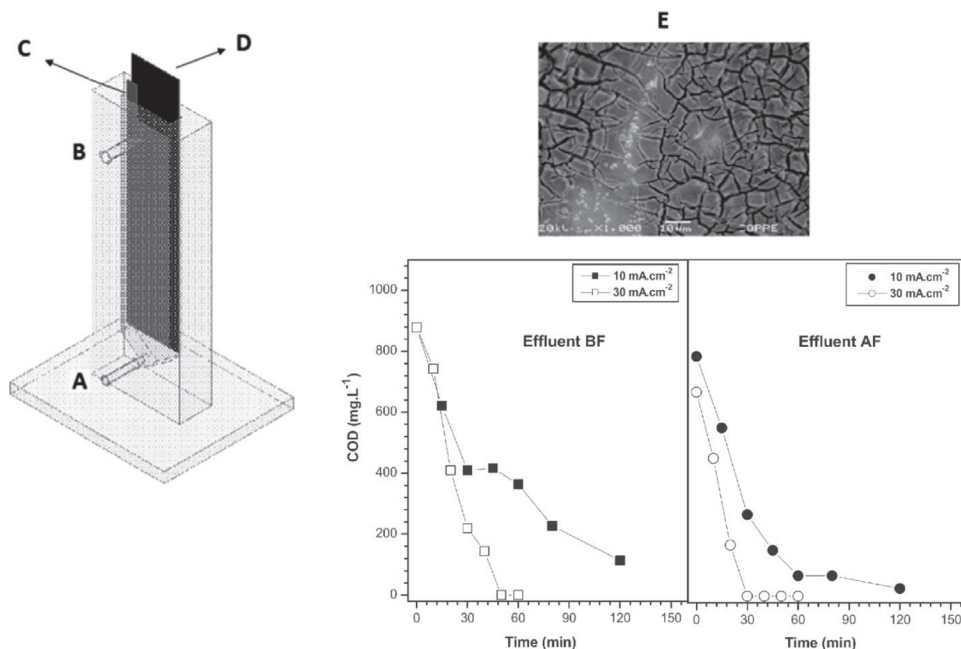 E
C
D
B
A
20kU X1,000 10µm COPPE
10 mA.cm-2
30 mA.cm-2
Effluent BF
10 mA.cm-2
30 mA.cm-2
Effluent AF
COD (mg.L-1)
1000
800
600
400
200
0
0 30 60 90 120
0 30 60 90 120 150
Time (min)
Time (min)